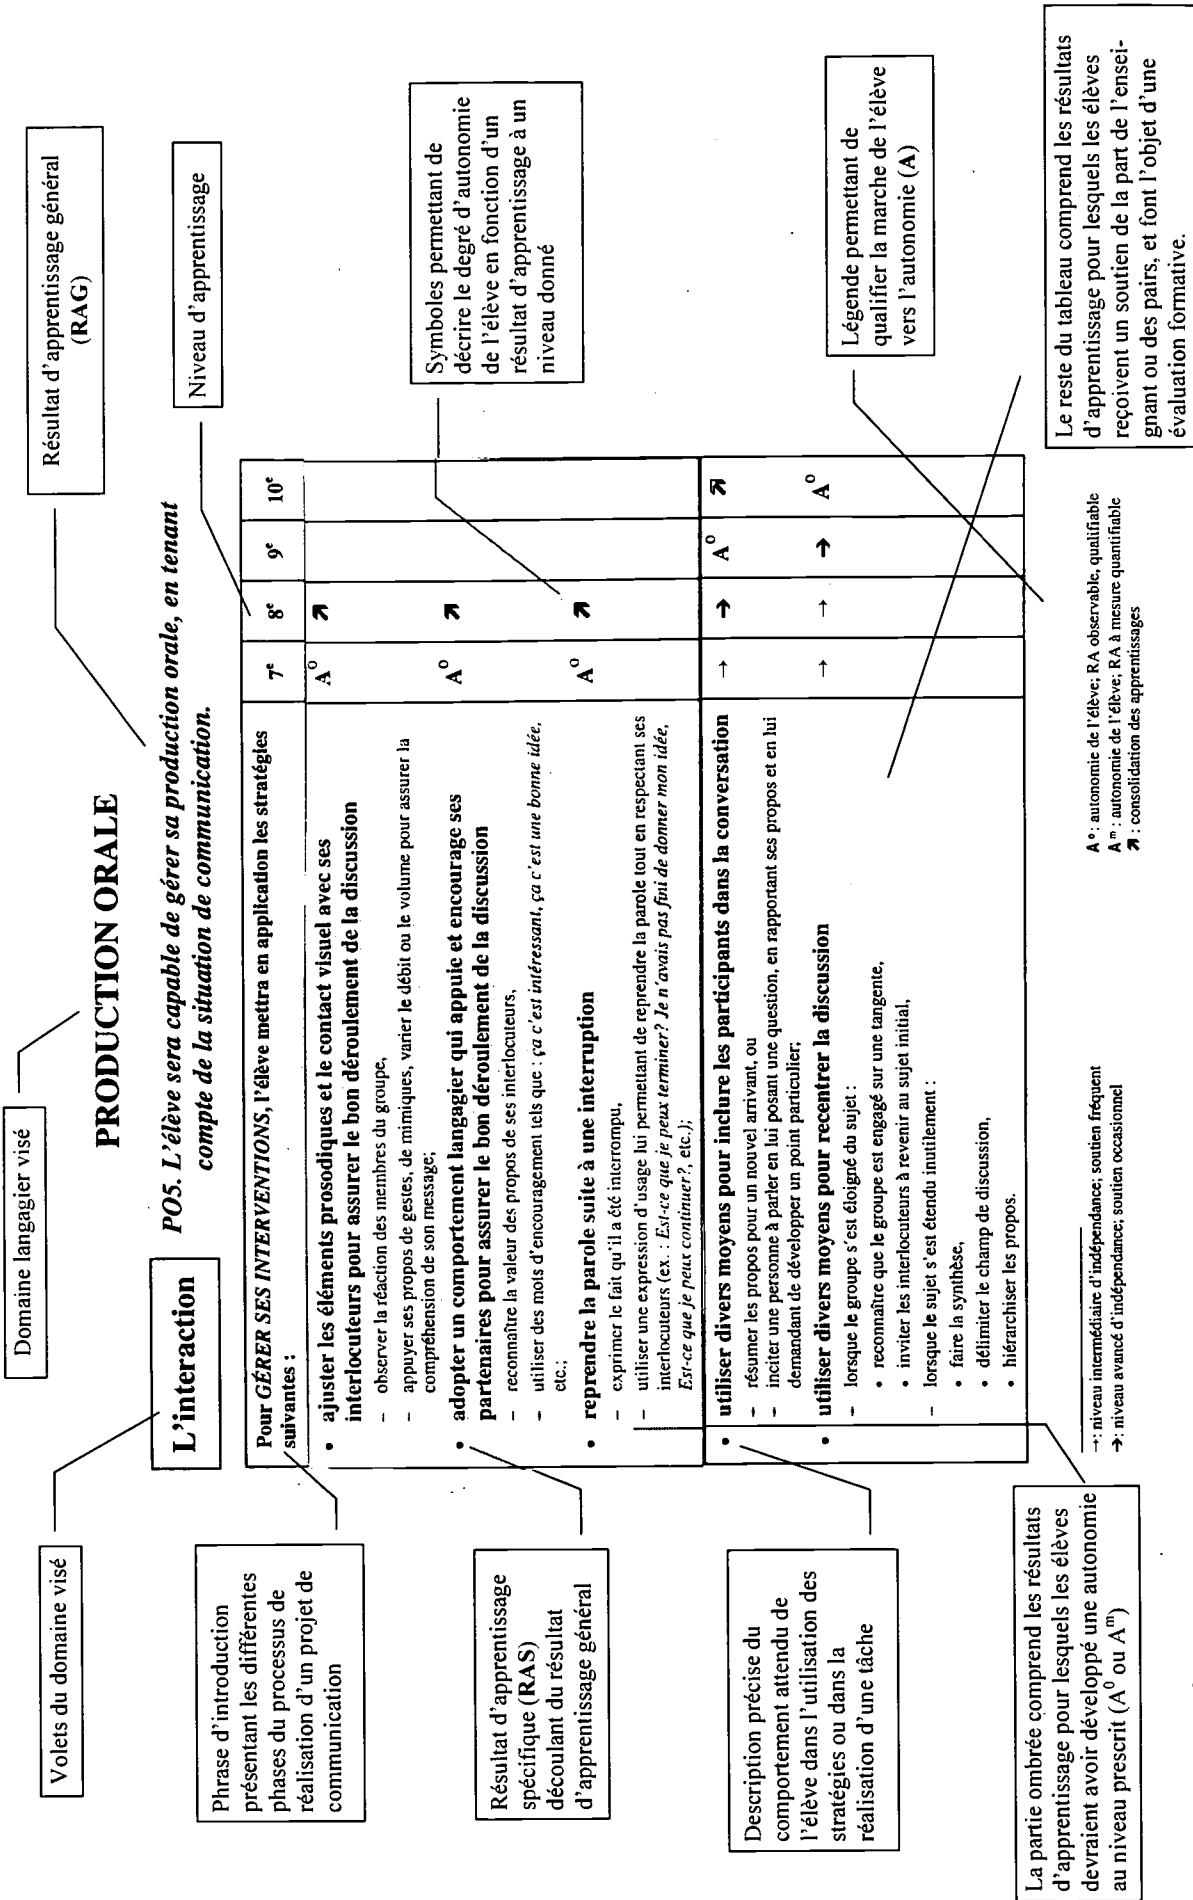 Domaine langagier visé
Volets du domaine visé
Résultat d'apprentissage général
(RAG)
PRODUCTION ORALE
L'interaction
PO5. L'élève sera capable de gérer sa production orale, en tenant
compte de la situation de communication.
Niveau d'apprentissage
Phrase d'introduction
présentant les différentes
phases du processus de
réalisation d'un projet de
communication
Pour GÉRER SES INTERVENTIONS, l'élève mettra en application les stratégies
suivantes :
7e 8e 9e 10e
• ajuster les éléments prosodiques et le contact visuel avec ses
interlocuteurs pour assurer le bon déroulement de la discussion
A° ➔
– observer la réaction des membres du groupe,
– appuyer ses propos de gestes, de mimiques, varier le débit ou le volume pour assurer la
compréhension de son message;
• adopter un comportement langagier qui appuie et encourage ses
partenaires pour assurer le bon déroulement de la discussion
A° ➔
– reconnaître la valeur des propos de ses interlocuteurs,
– utiliser des mots d'encouragement tels que : ça c'est intéressant, ça c'est une bonne idée,
etc.;
• reprendre la parole suite à une interruption
A° ➔
– exprimer le fait qu'il a été interrompu,
– utiliser une expression d'usage lui permettant de reprendre la parole tout en respectant ses
interlocuteurs (ex. : Est-ce que je peux terminer? Je n'avais pas fini de donner mon idée,
Est-ce que je peux continuer?, etc.);
• utiliser divers moyens pour inclure les participants dans la conversation
→ ➔ A° ➔
– résumer les propos pour un nouvel arrivant, ou
– inciter une personne à parler en lui posant une question, en rapportant ses propos et en lui
demandant de développer un point particulier;
• utiliser divers moyens pour recentrer la discussion
→ → ➔ A°
– lorsque le groupe s'est éloigné du sujet :
• reconnaître que le groupe est engagé sur une tangente,
• inviter les interlocuteurs à revenir au sujet initial,
– lorsque le sujet s'est étendu inutilement :
• faire la synthèse,
• délimiter le champ de discussion,
• hiérarchiser les propos.
Symboles permettant de
décrire le degré d'autonomie
de l'élève en fonction d'un
résultat d'apprentissage à un
niveau donné
Résultat d'apprentissage
spécifique (RAS)
découlant du résultat
d'apprentissage général
Description précise du
comportement attendu de
l'élève dans l'utilisation des
stratégies ou dans la
réalisation d'une tâche
Légende permettant de
qualifier la marche de l'élève
vers l'autonomie (A)
→: niveau intermédiaire d'indépendance; soutien fréquent
➔: niveau avancé d'indépendance; soutien occasionnel
A°: autonomie de l'élève; RA observable, qualifiable
Aᵐ: autonomie de l'élève; RA à mesure quantifiable
➔ : consolidation des apprentissages
La partie ombrée comprend les résultats
d'apprentissage pour lesquels les élèves
devraient avoir développé une autonomie
au niveau prescrit (A⁰ ou Aᵐ)
Le reste du tableau comprend les résultats
d'apprentissage pour lesquels les élèves
reçoivent un soutien de la part de l'ensei-
gnant ou des pairs, et font l'objet d'une
évaluation formative.